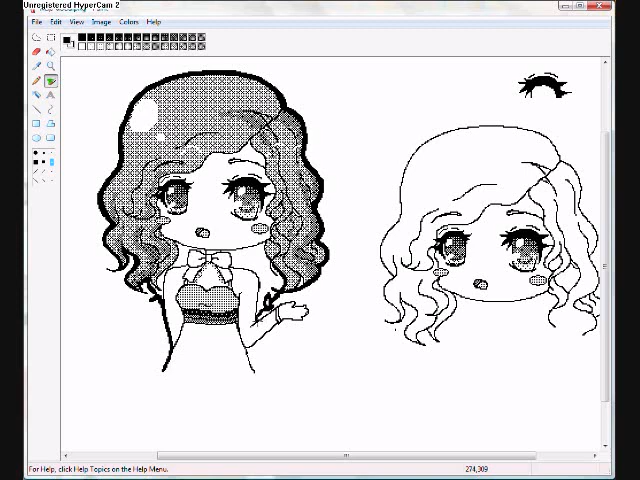 Unregistered HyperCam 2
File Edit View Image Colors Help
For Help, click Help Topics on the Help Menu.
274,309